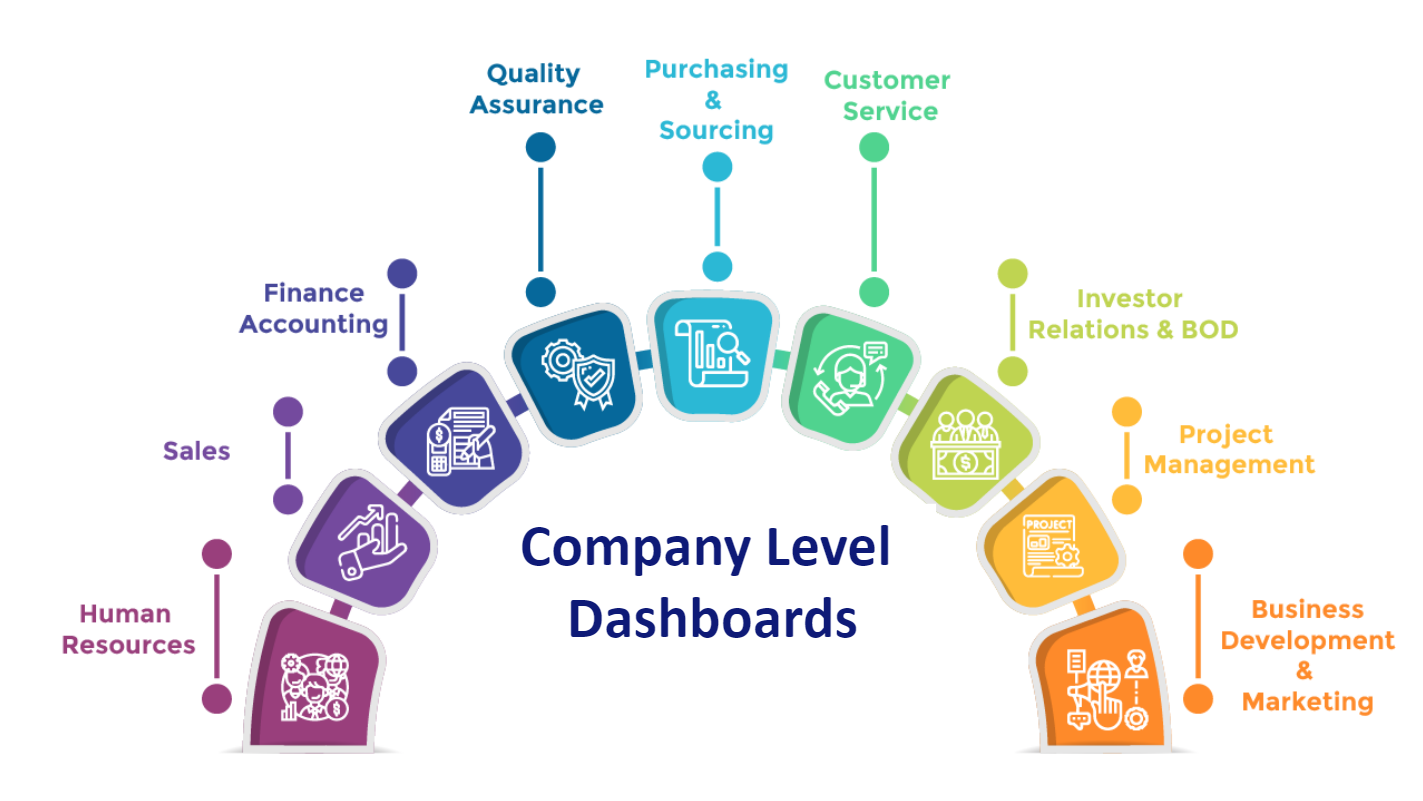 Quality
Assurance
Purchasing
&
Sourcing
Customer
Service
Finance
Accounting
Investor
Relations & BOD
Sales
Project
Management
PROJECT
Company Level
Dashboards
Human
Resources
Business
Development
&
Marketing